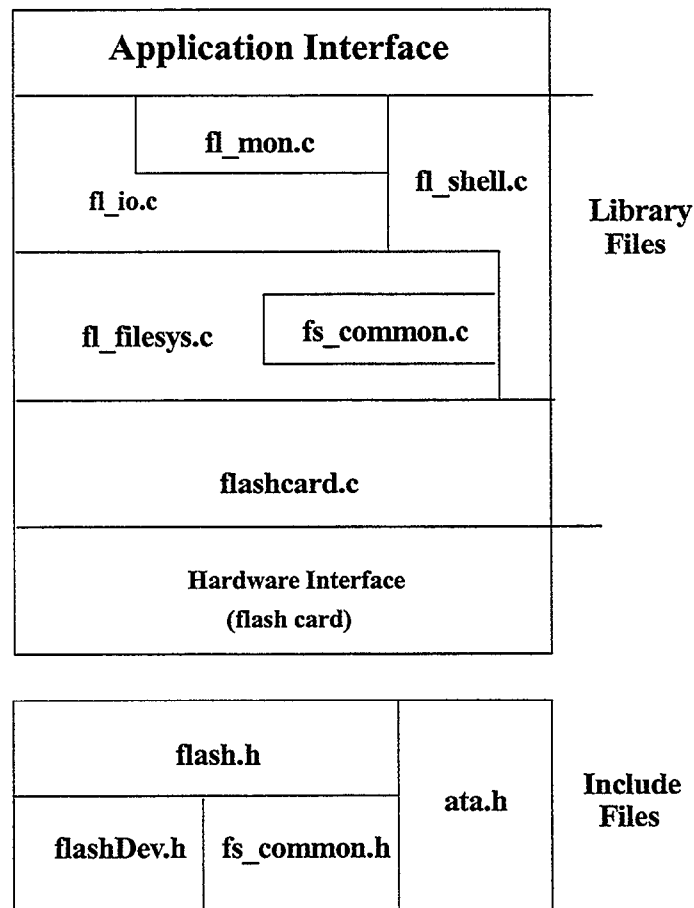 Application Interface
fl_mon.c
fl_io.c
fl_shell.c
Library
Files
fl_filesys.c
fs_common.c
flashcard.c
Hardware Interface
(flash card)
flash.h
ata.h
Include
Files
flashDev.h
fs_common.h